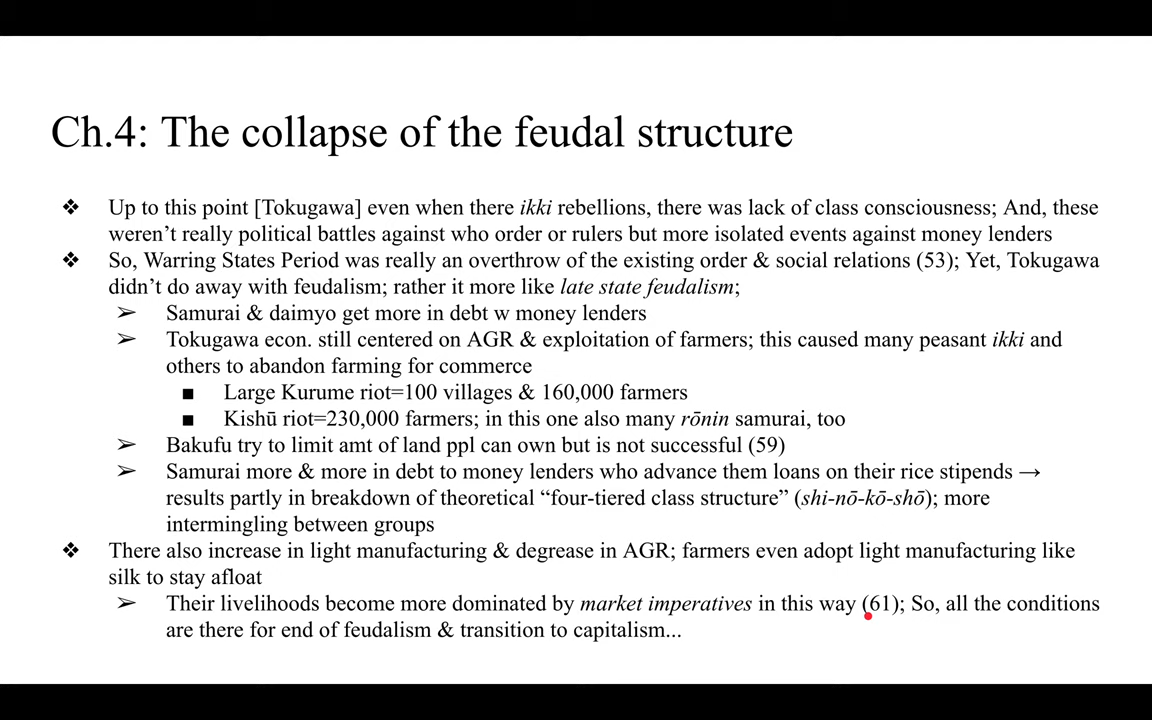 Ch.4: The collapse of the feudal structure
❖ Up to this point [Tokugawa] even when there ikki rebellions, there was lack of class consciousness; And, these
weren't really political battles against who order or rulers but more isolated events against money lenders
❖ So, Warring States Period was really an overthrow of the existing order & social relations (53); Yet, Tokugawa
didn't do away with feudalism; rather it more like late state feudalism;
➢ Samurai & daimyo get more in debt w money lenders
➢ Tokugawa econ. still centered on AGR & exploitation of farmers; this caused many peasant ikki and
others to abandon farming for commerce
■ Large Kurume riot=100 villages & 160,000 farmers
■ Kishū riot=230,000 farmers; in this one also many rōnin samurai, too
➢ Bakufu try to limit amt of land ppl can own but is not successful (59)
➢ Samurai more & more in debt to money lenders who advance them loans on their rice stipends →
results partly in breakdown of theoretical “four-tiered class structure” (shi-nō-kō-shō); more
intermingling between groups
❖ There also increase in light manufacturing & degrease in AGR; farmers even adopt light manufacturing like
silk to stay afloat
➢ Their livelihoods become more dominated by market imperatives in this way (61); So, all the conditions
are there for end of feudalism & transition to capitalism...